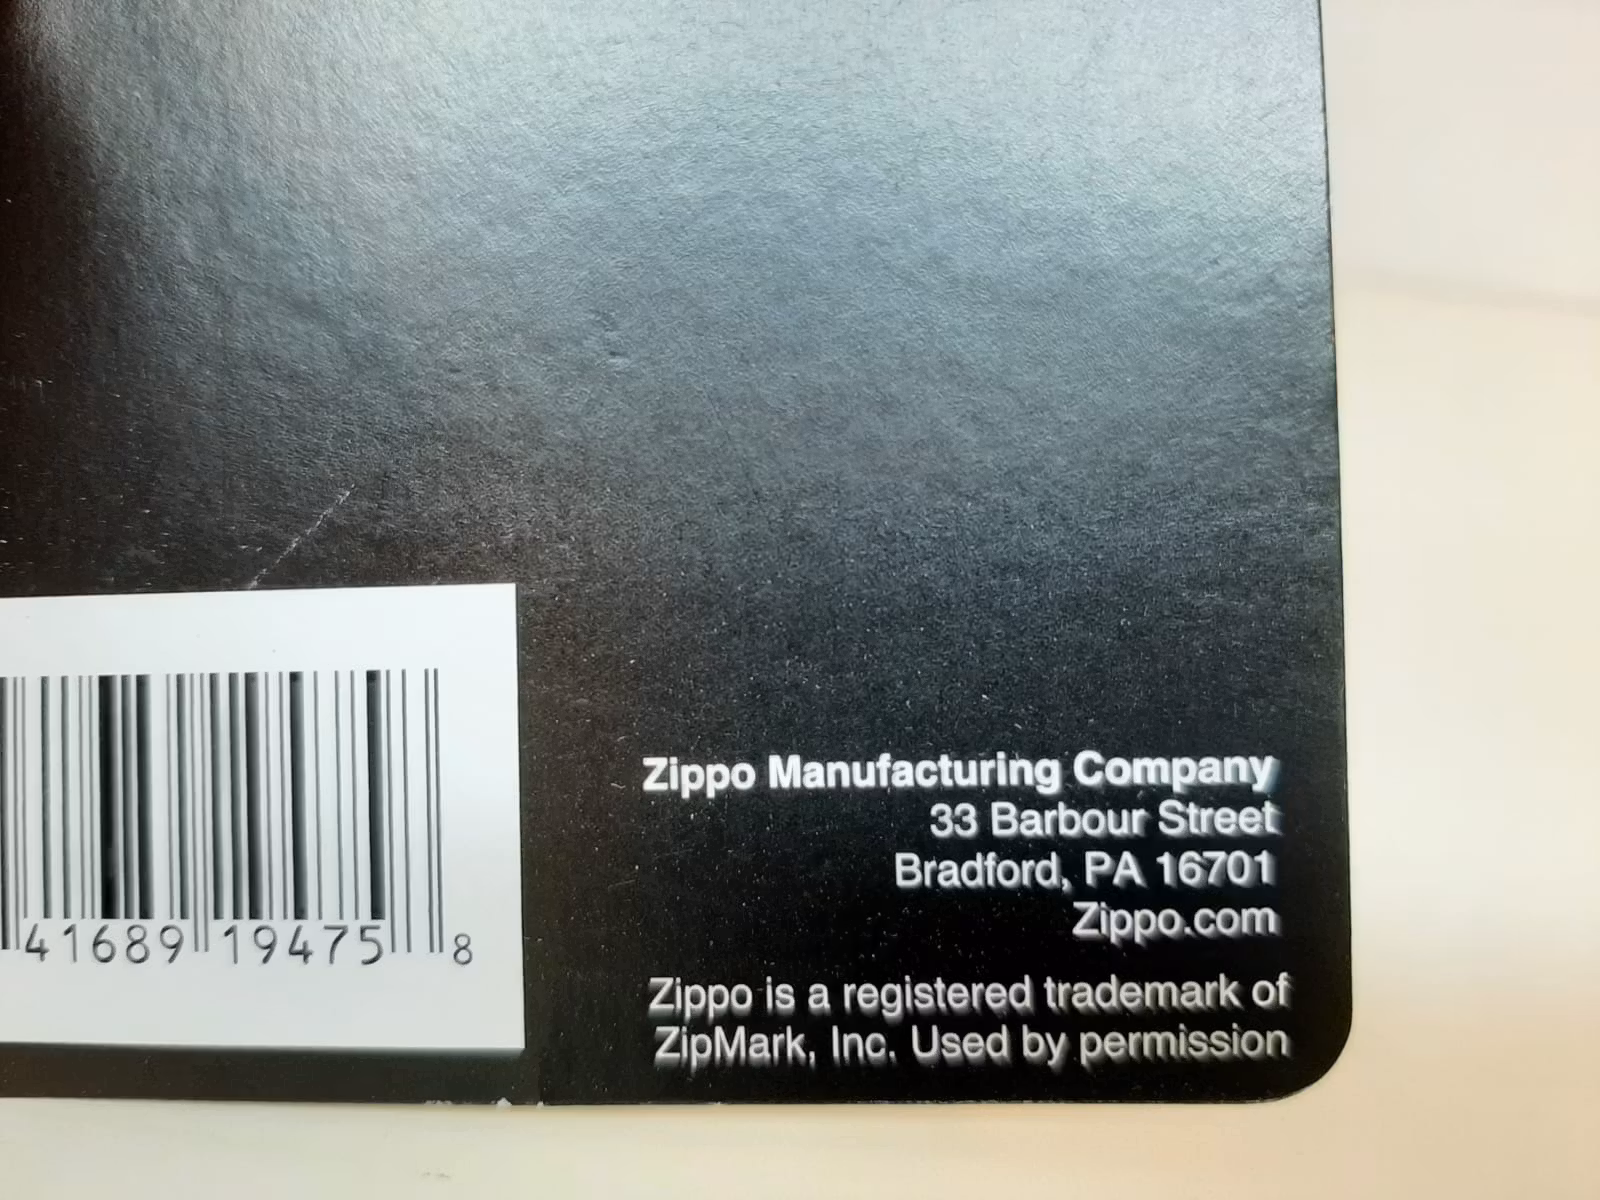 41689 19475 8
Zippo Manufacturing Company
33 Barbour Street
Bradford, PA 16701
Zippo.com
Zippo is a registered trademark of
ZipMark, Inc. Used by permission